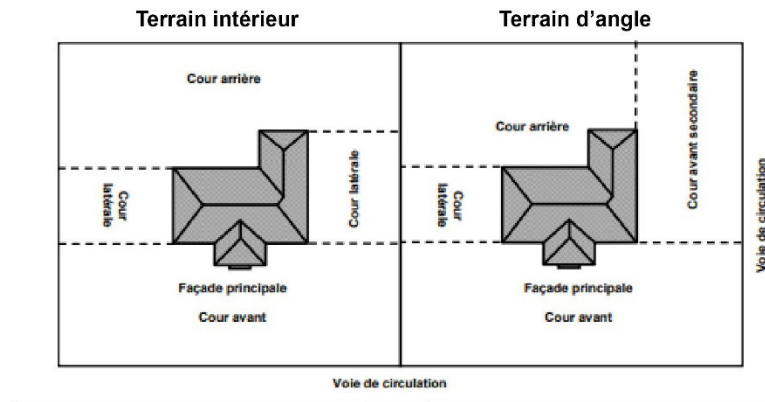 Terrain intérieur
Terrain d'angle
Cour arrière
Cour
latérale
Cour latérale
Façade principale
Cour avant
Cour arrière
Cour
latérale
Cour avant secondaire
Façade principale
Cour avant
Voie de circulation
Voie de circulation